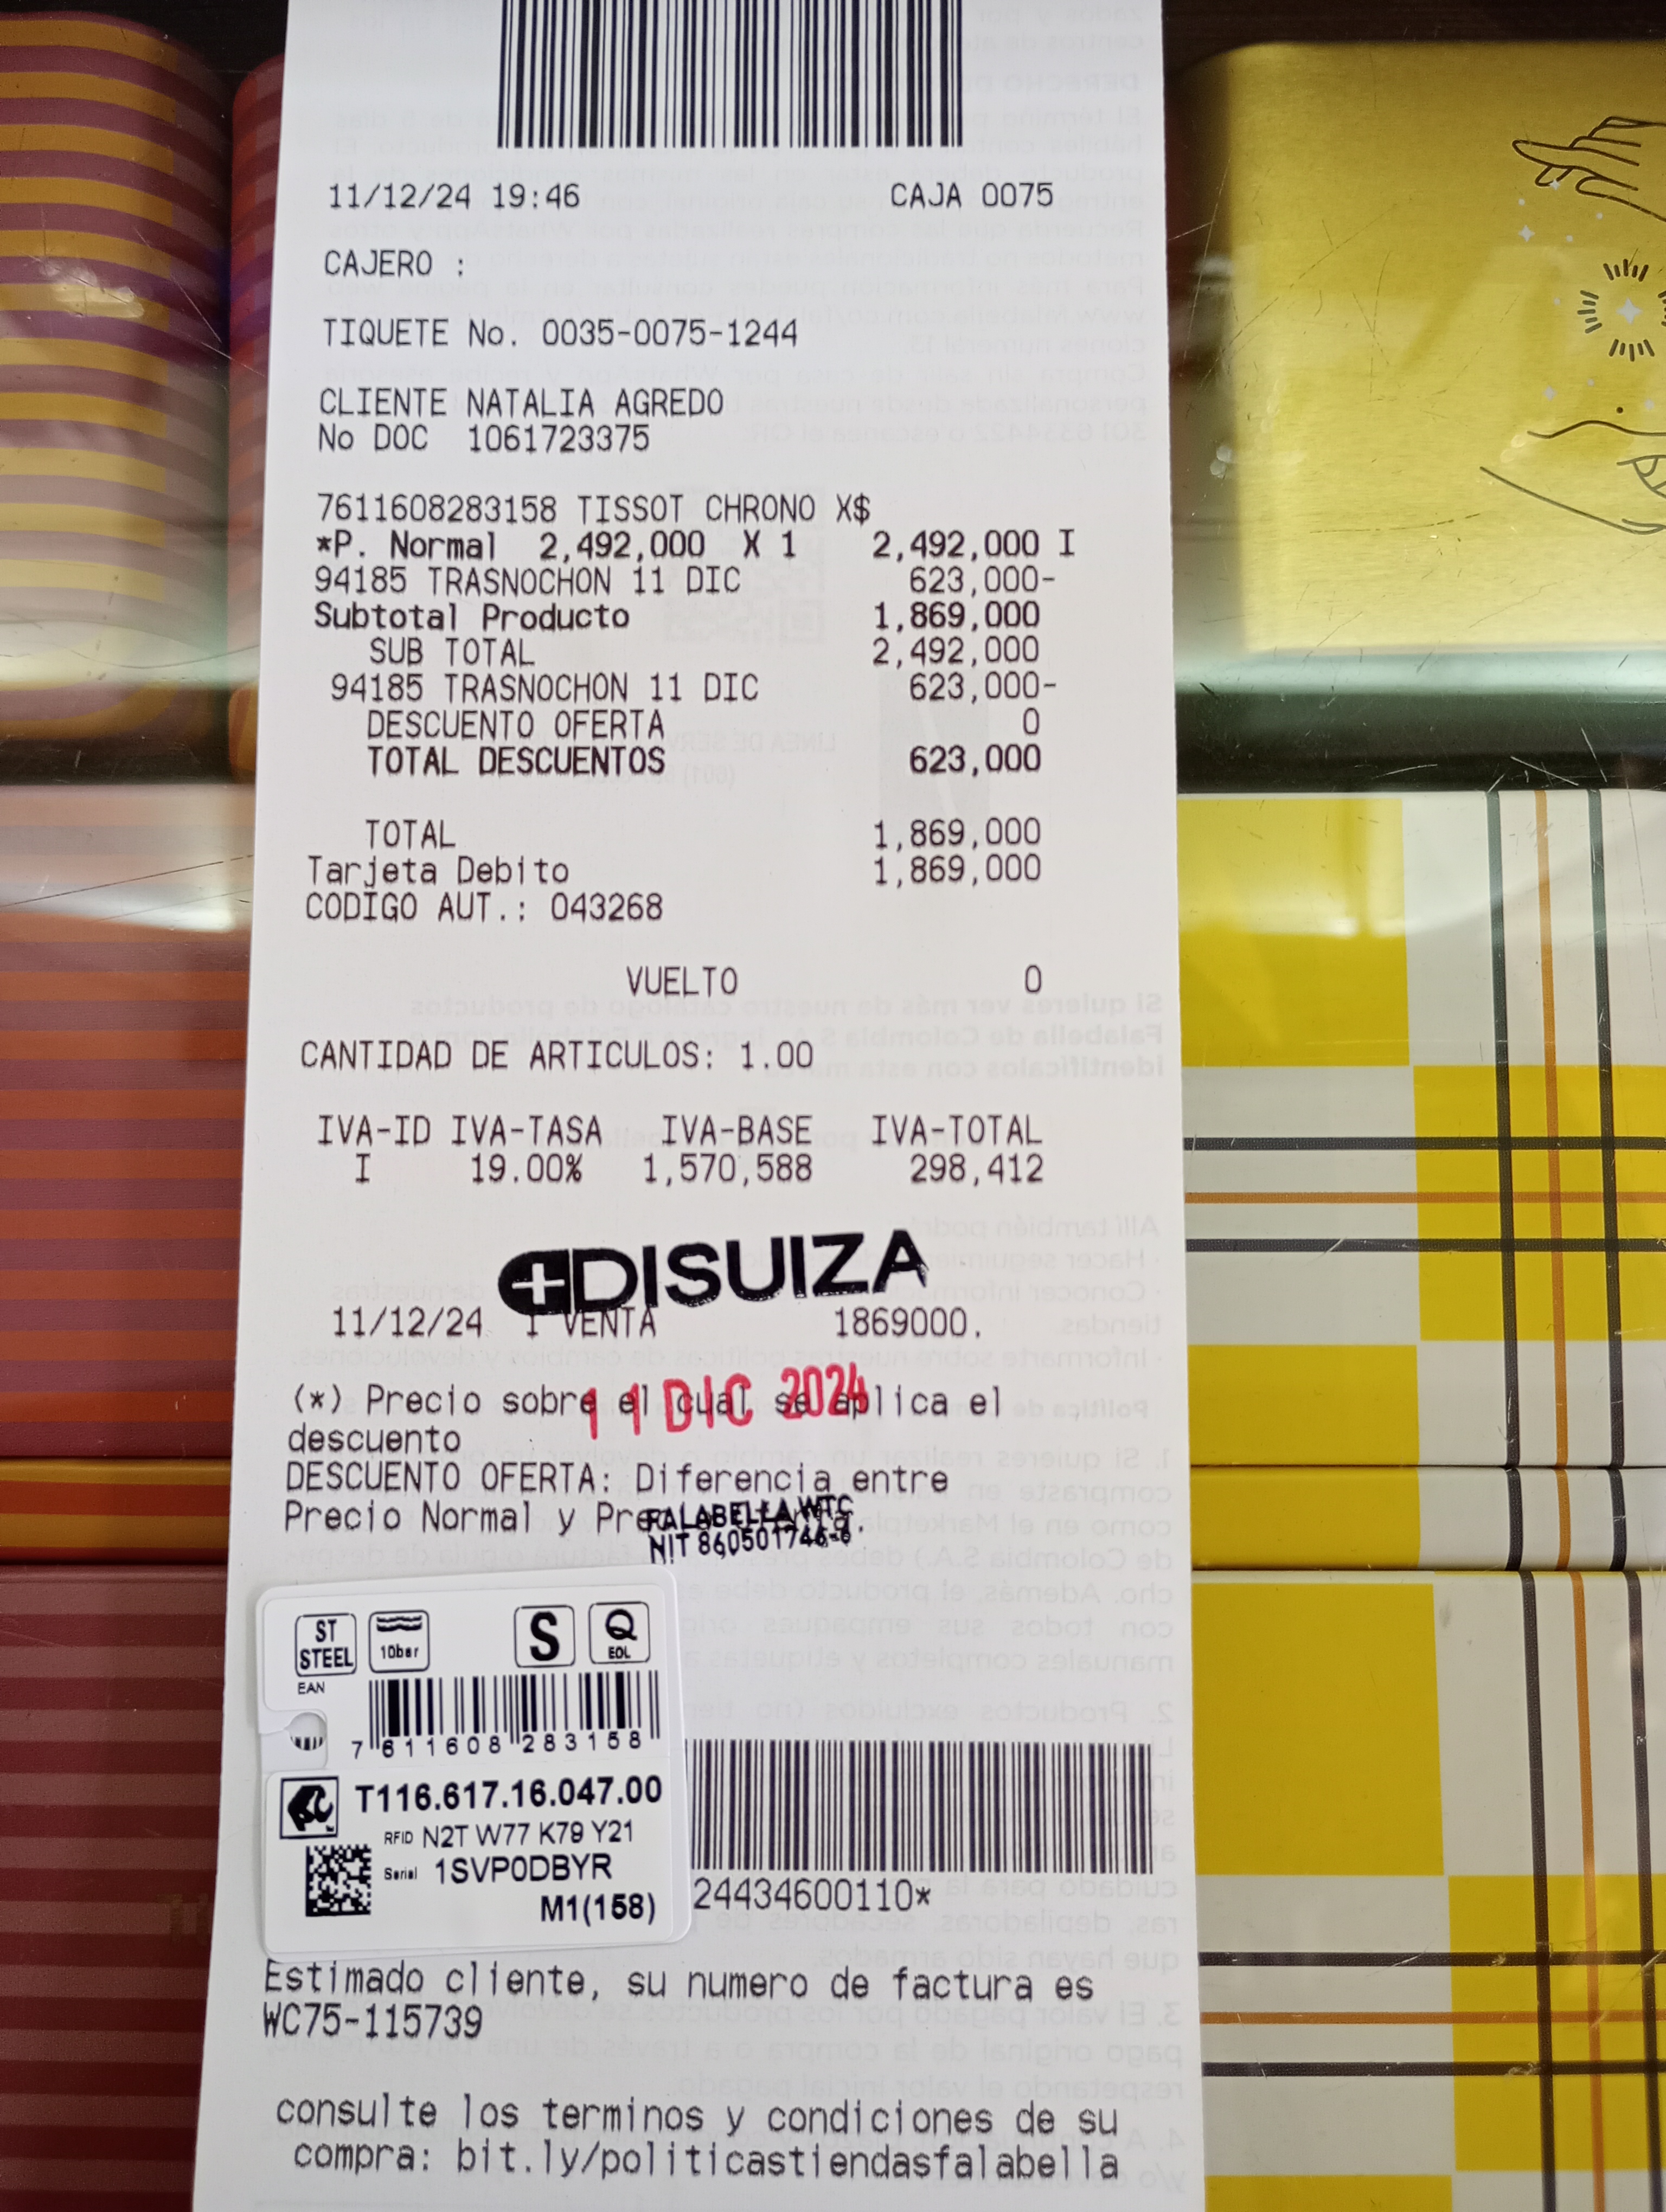 11/12/24 19:46 CAJA 0075
CAJERO :
TIQUETE No. 0035-0075-1244
CLIENTE NATALIA AGREDO
No DOC 1061723375
7611608283158 TISSOT CHRONO X$
*P. Normal 2,492,000 X 1 2,492,000 I
94185 TRASNOCHON 11 DIC 623,000-
Subtotal Producto 1,869,000
SUB TOTAL 2,492,000
94185 TRASNOCHON 11 DIC 623,000-
DESCUENTO OFERTA 0
TOTAL DESCUENTOS 623,000
TOTAL 1,869,000
Tarjeta Debito 1,869,000
CODIGO AUT.: 043268
VUELTO 0
CANTIDAD DE ARTICULOS: 1.00
IVA-ID IVA-TASA IVA-BASE IVA-TOTAL
I 19.00% 1,570,588 298,412
DISUIZA
11/12/24 1 VENTA 1869000.
11 DIC 2024
(*) Precio sobre el cual se aplica el
descuento
DESCUENTO OFERTA: Diferencia entre
Precio Normal y
FALABELLA WTC
NIT 860501746-6
ST STEEL 10bar S Q EOL
EAN
7 611608 283158
T116.617.16.047.00
RFID N2T W77 K79 Y21
Serial 1SVP0DBYR
M1(158)
24434600110*
Estimado cliente, su numero de factura es
WC75-115739
consulte los terminos y condiciones de su
compra: bit.ly/politicastiendasfalabella